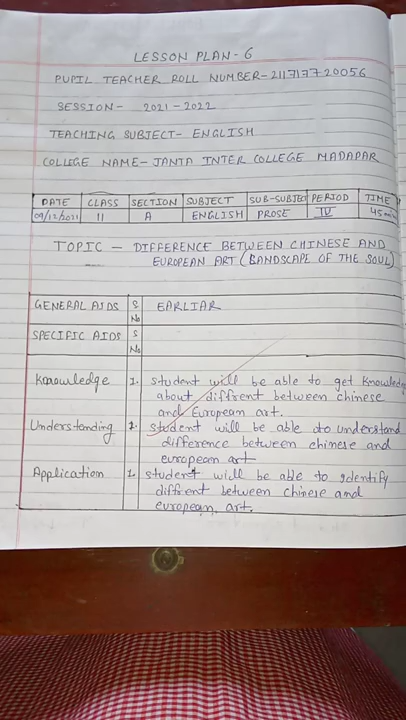 LESSON PLAN- 6
PUPIL TEACHER ROLL NUMBER-2117177720056
SESSION- 2021-2022
TEACHING SUBJECT- ENGLISH
COLLEGE NAME- JANTA INTER COLLEGE MADAPAR
DATE CLASS SECTION SUBJECT SUB-SUBJECT PERIOD TIME
09/12/2021 11 A ENGLISH PROSE IV 45
TOPIC - DIFFERENCE BETWEEN CHINESE AND
EUROPEAN ART (LANDSCAPE OF THE SOUL)
GENERAL AIDS S EARLIAR
No
SPECIFIC AIDS S
No
Knowledge 1. student will be able to get Knowledge
about diffrent between chinese
and European art.
Understanding 2. student will be able to understand
difference between chinese and
european art
Application 1. student will be able to identify
diffrent between chinese and
european, art.